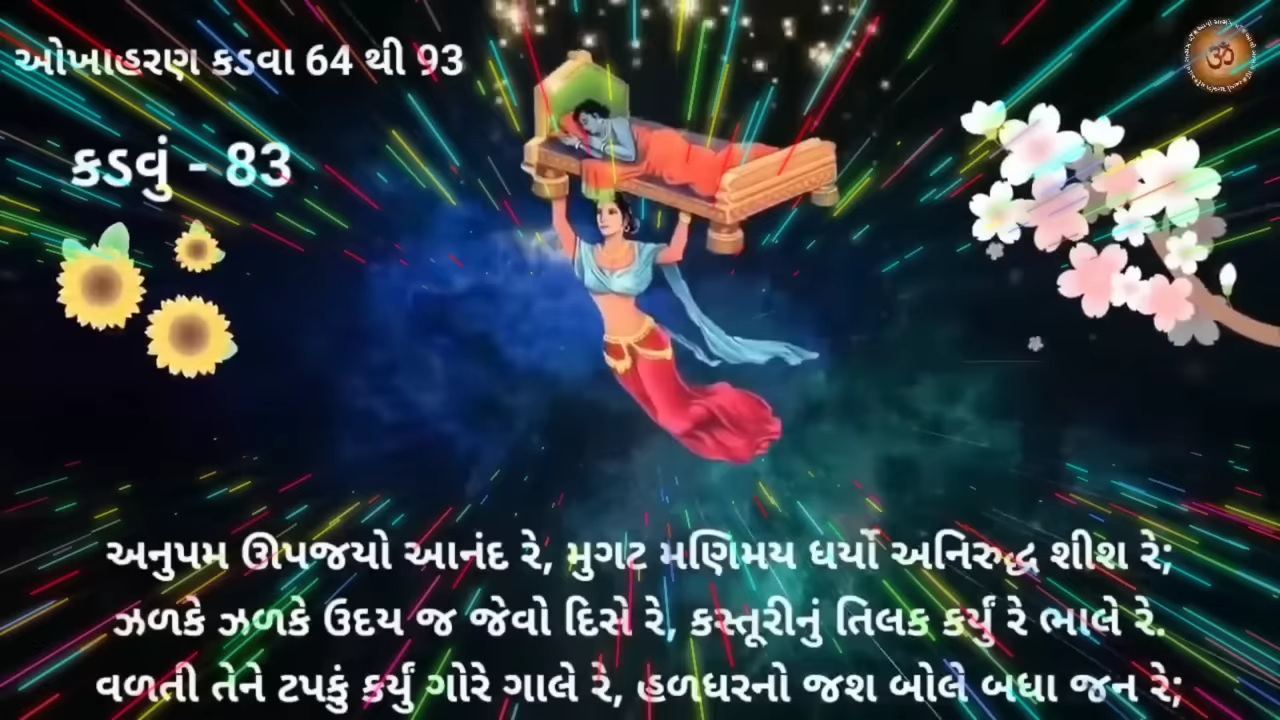 ઓખાહરણ કડવા 64 થી 93
કડવું - 83
ૐ
અનુપમ ઊપજયો આનંદ રે, મુગટ મણિમય ધર્યો અનિરુદ્ધ શીશ રે;
ઝળકે ઝળકે ઉદય જ જેવો દિસે રે, કસ્તૂરીનું તિલક કર્યું રે ભાલે રે.
વળતી તેને ટપકું કર્યું ગોરે ગાલે રે, હળધરનો જશ બોલે બધા જન રે;